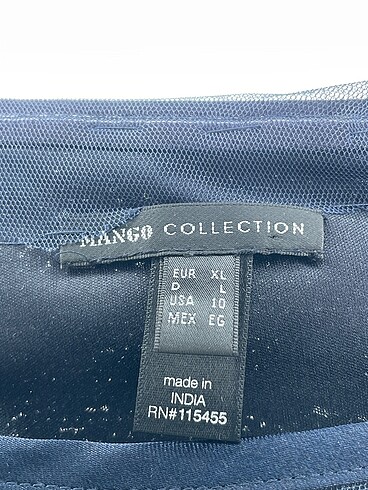 MANGO COLLECTION
EUR XL
D L
USA 10
MEX EG
made in
INDIA
RN#115455